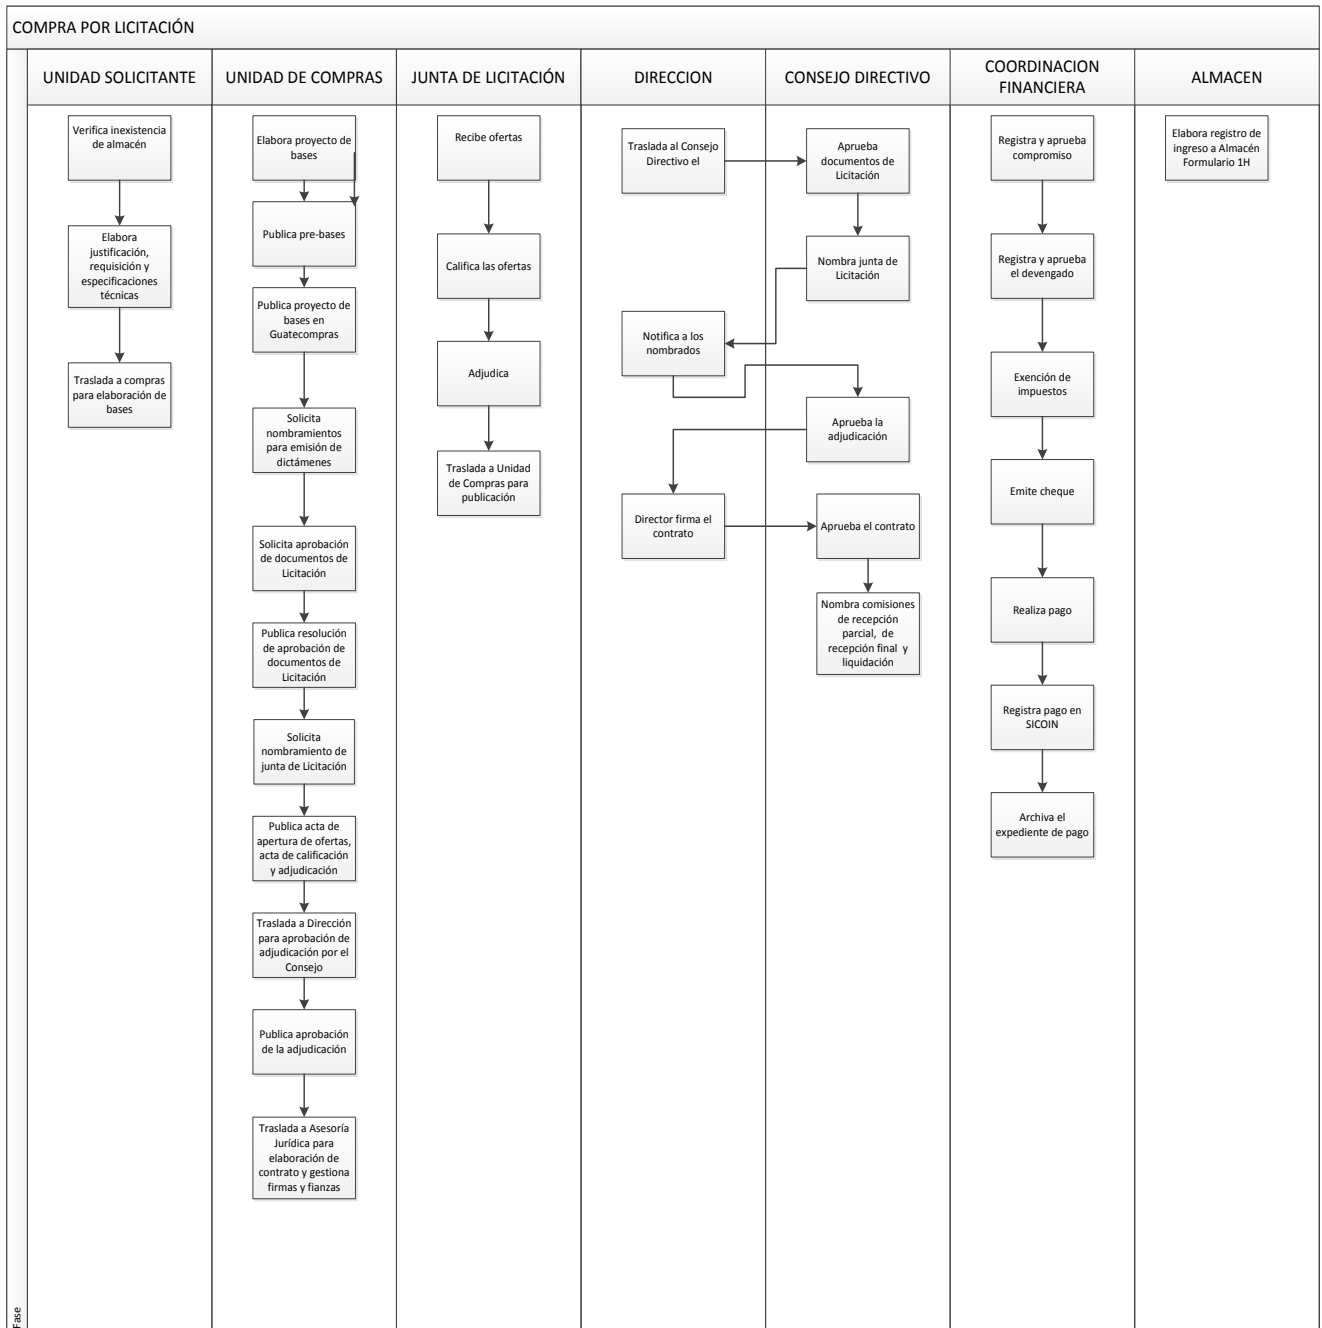 COMPRA POR LICITACIÓN
UNIDAD SOLICITANTE
UNIDAD DE COMPRAS
JUNTA DE LICITACIÓN
DIRECCION
CONSEJO DIRECTIVO
COORDINACION
FINANCIERA
ALMACEN
Verifica inexistencia
de almacén
Elabora
justificación,
requisición y
especificaciones
técnicas
Traslada a compras
para elaboración de
bases
Elabora proyecto de
bases
Publica pre-bases
Publica proyecto de
bases en
Guatecompras
Solicita
nombramientos
para emisión de
dictámenes
Solicita aprobación
de documentos de
Licitación
Publica resolución
de aprobación de
documentos de
Licitación
Solicita
nombramiento de
junta de Licitación
Publica acta de
apertura de ofertas,
acta de calificación
y adjudicación
Traslada a Dirección
para aprobación de
adjudicación por el
Consejo
Publica aprobación
de la adjudicación
Traslada a Asesoría
Jurídica para
elaboración de
contrato y gestiona
firmas y fianzas
Recibe ofertas
Califica las ofertas
Adjudica
Traslada a Unidad
de Compras para
publicación
Traslada al Consejo
Directivo el
Notifica a los
nombrados
Director firma el
contrato
Aprueba
documentos de
Licitación
Nombra junta de
Licitación
Aprueba la
adjudicación
Aprueba el contrato
Nombra comisiones
de recepción
parcial, de
recepción final y
liquidación
Registra y aprueba
compromiso
Registra y aprueba
el devengado
Exención de
impuestos
Emite cheque
Realiza pago
Registra pago en
SICOIN
Archiva el
expediente de pago
Elabora registro de
ingreso a Almacén
Formulario 1H
Fase